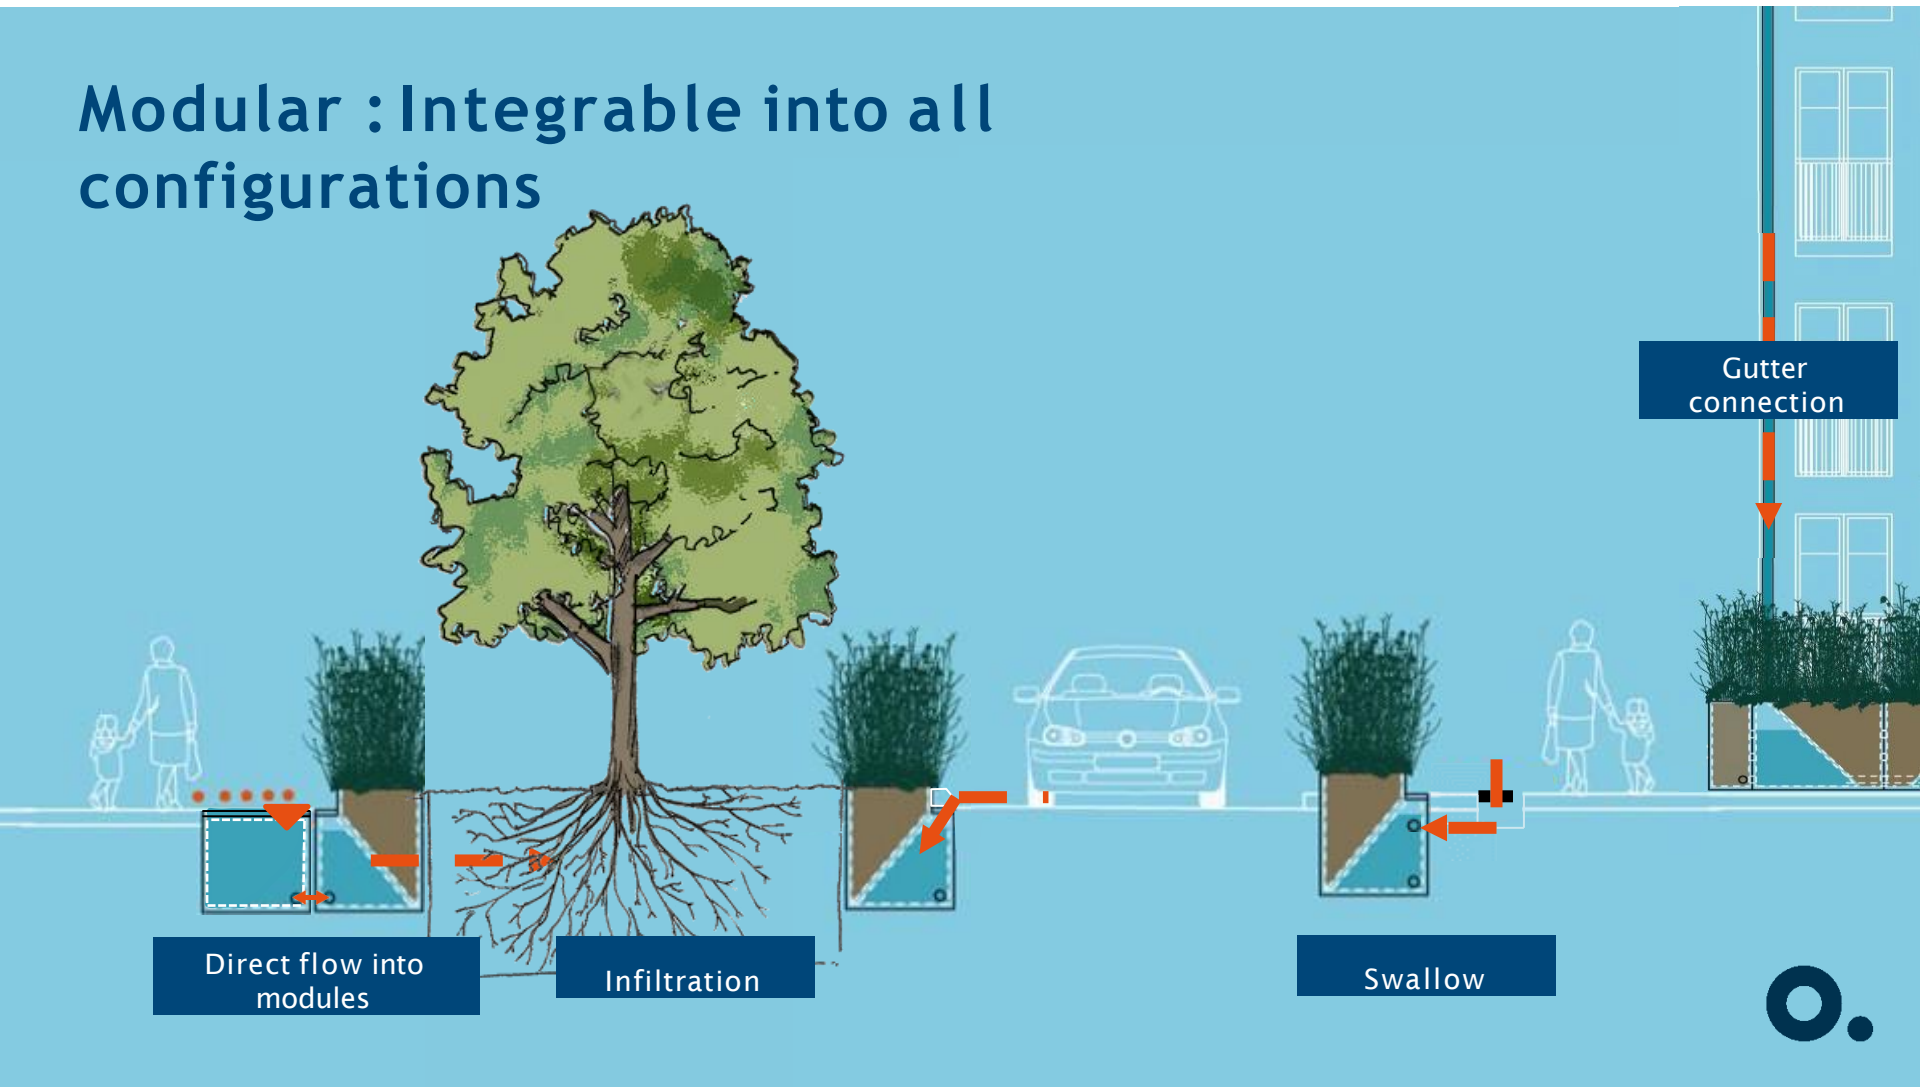 Modular : Integrable into all
configurations
Gutter
connection
Direct flow into
modules
Infiltration
Swallow